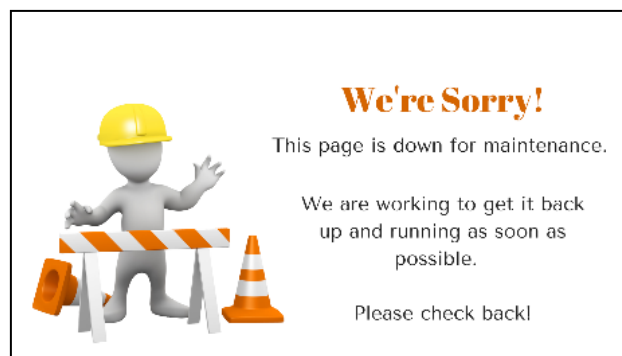 We're Sorry!
This page is down for maintenance.
We are working to get it back
up and running as soon as
possible.
Please check back!